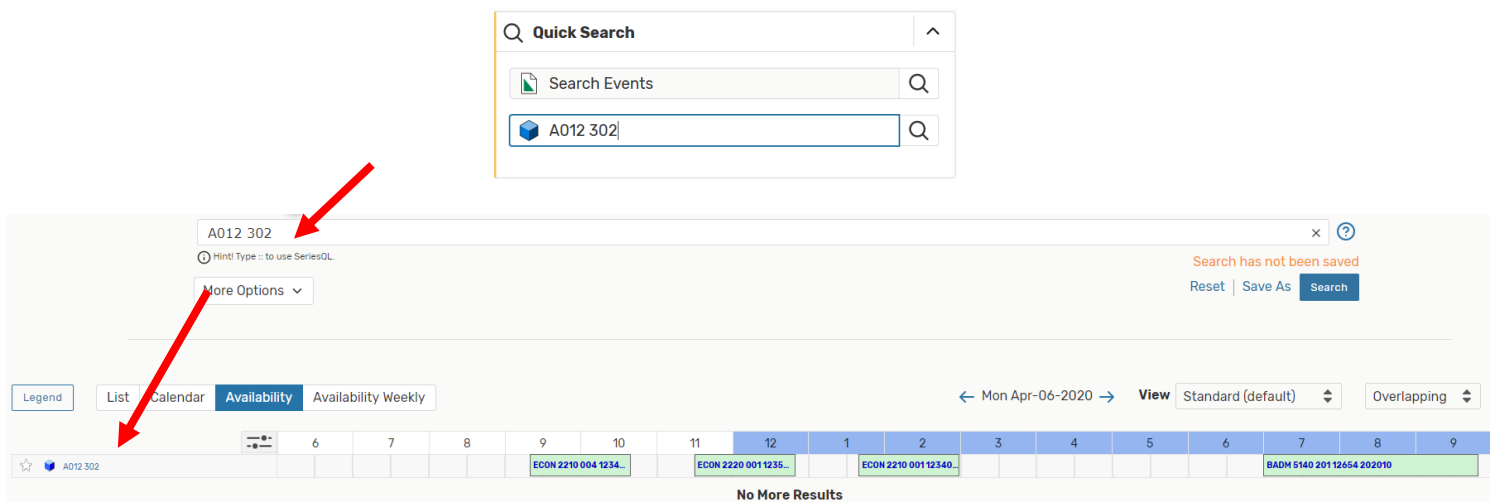 Quick Search
Search Events
A012 302
A012 302
Hint! Type :: to use SeriesQL.
Search has not been saved
More Options
Reset | Save As Search
Legend List Calendar Availability Availability Weekly Mon Apr-06-2020 View Standard (default) Overlapping
6 7 8 9 10 11 12 1 2 3 4 5 6 7 8 9
A012 302 ECON 2210 004 1234... ECON 2220 001 1235... ECON 2210 001 12340... BADM 5140 201 12654 202010
No More Results